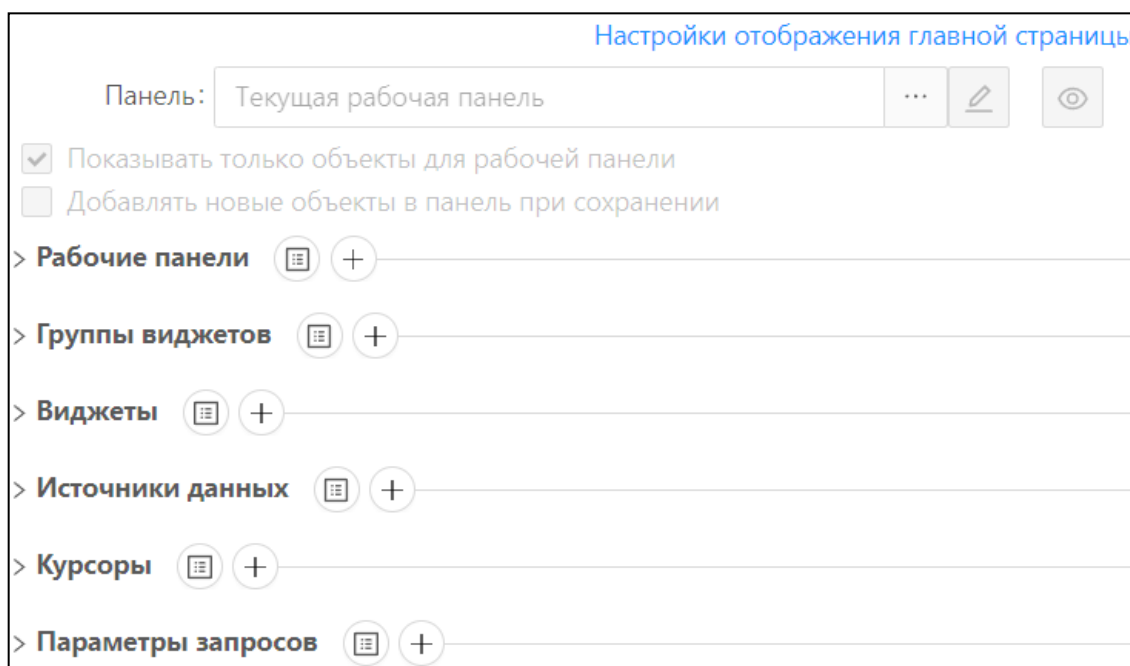 Настройки отображения главной страницы
Панель: Текущая рабочая панель ...
Показывать только объекты для рабочей панели
Добавлять новые объекты в панель при сохранении
Рабочие панели
Группы виджетов
Виджеты
Источники данных
Курсоры
Параметры запросов